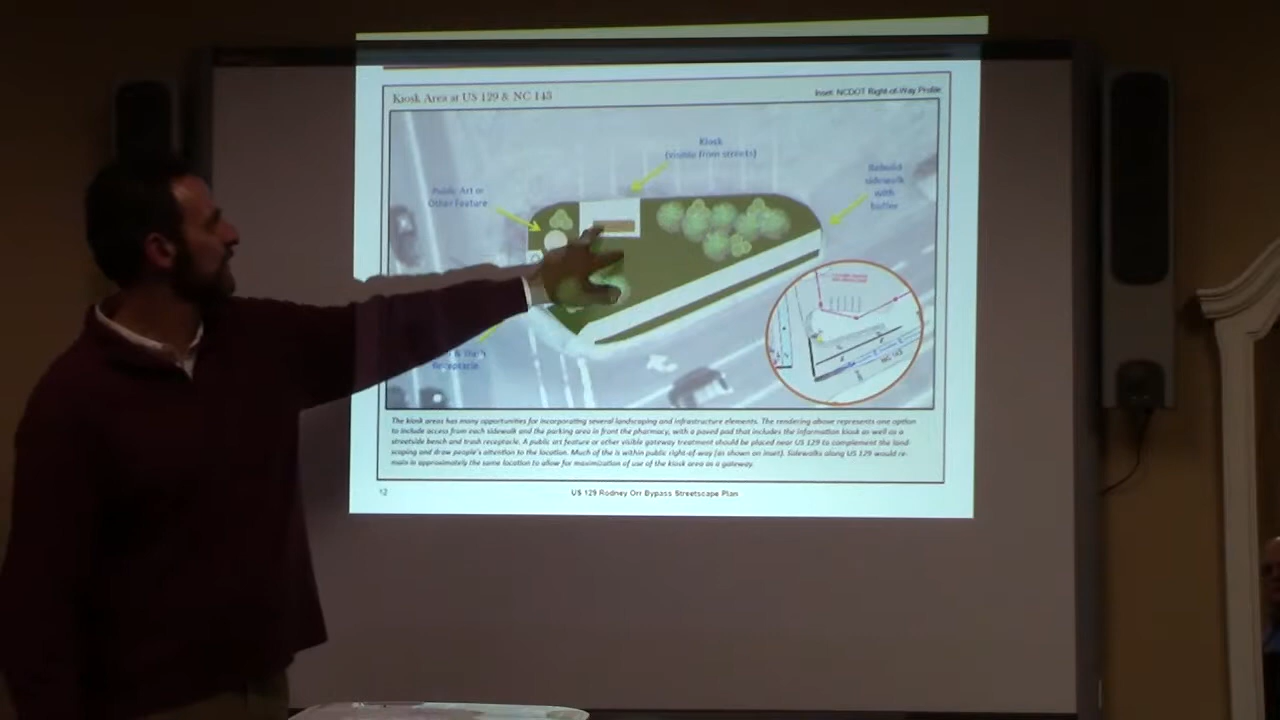 Kiosk Area at US 129 & NC 143
Inset: NCDOT Right-of-Way Profile
Kiosk
(visible from streets)
Public Art or
Other Feature
Rebuild
sidewalk
with
buffer
Receptacle
NC 143
The kiosk areas has many opportunities for incorporating several landscaping and infrastructure elements. The rendering above represents one option
to include access from each sidewalk and the parking area in front the pharmacy, with a paved pad that includes the information kiosk as well as a
streetside bench and trash receptacle. A public art feature or other visible gateway treatment should be placed near US 129 to complement the land-
scaping and draw people's attention to the location. Much of the is within public right-of-way (as shown on inset). Sidewalks along US 129 would re-
main in approximately the same location to allow for maximization of use of the kiosk area as a gateway.
12
US 129 Rodney Orr Bypass Streetscape Plan